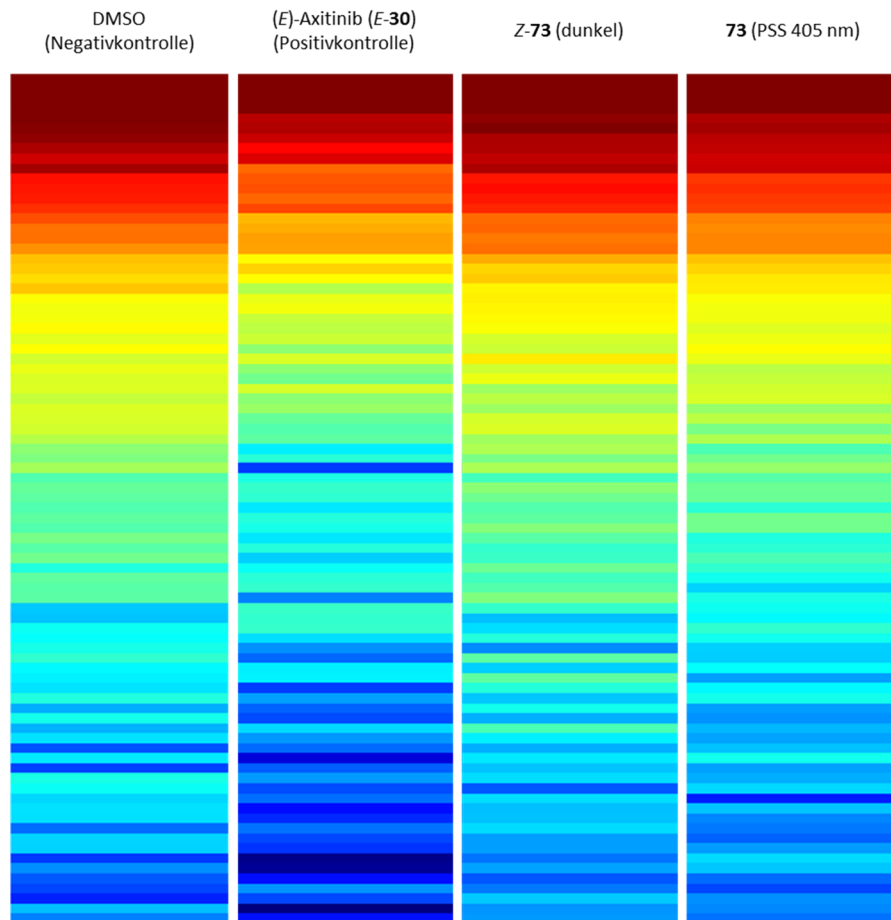 DMSO
(Negativkontrolle)
(E)-Axitinib (E-30)
(Positivkontrolle)
Z-73 (dunkel)
73 (PSS 405 nm)